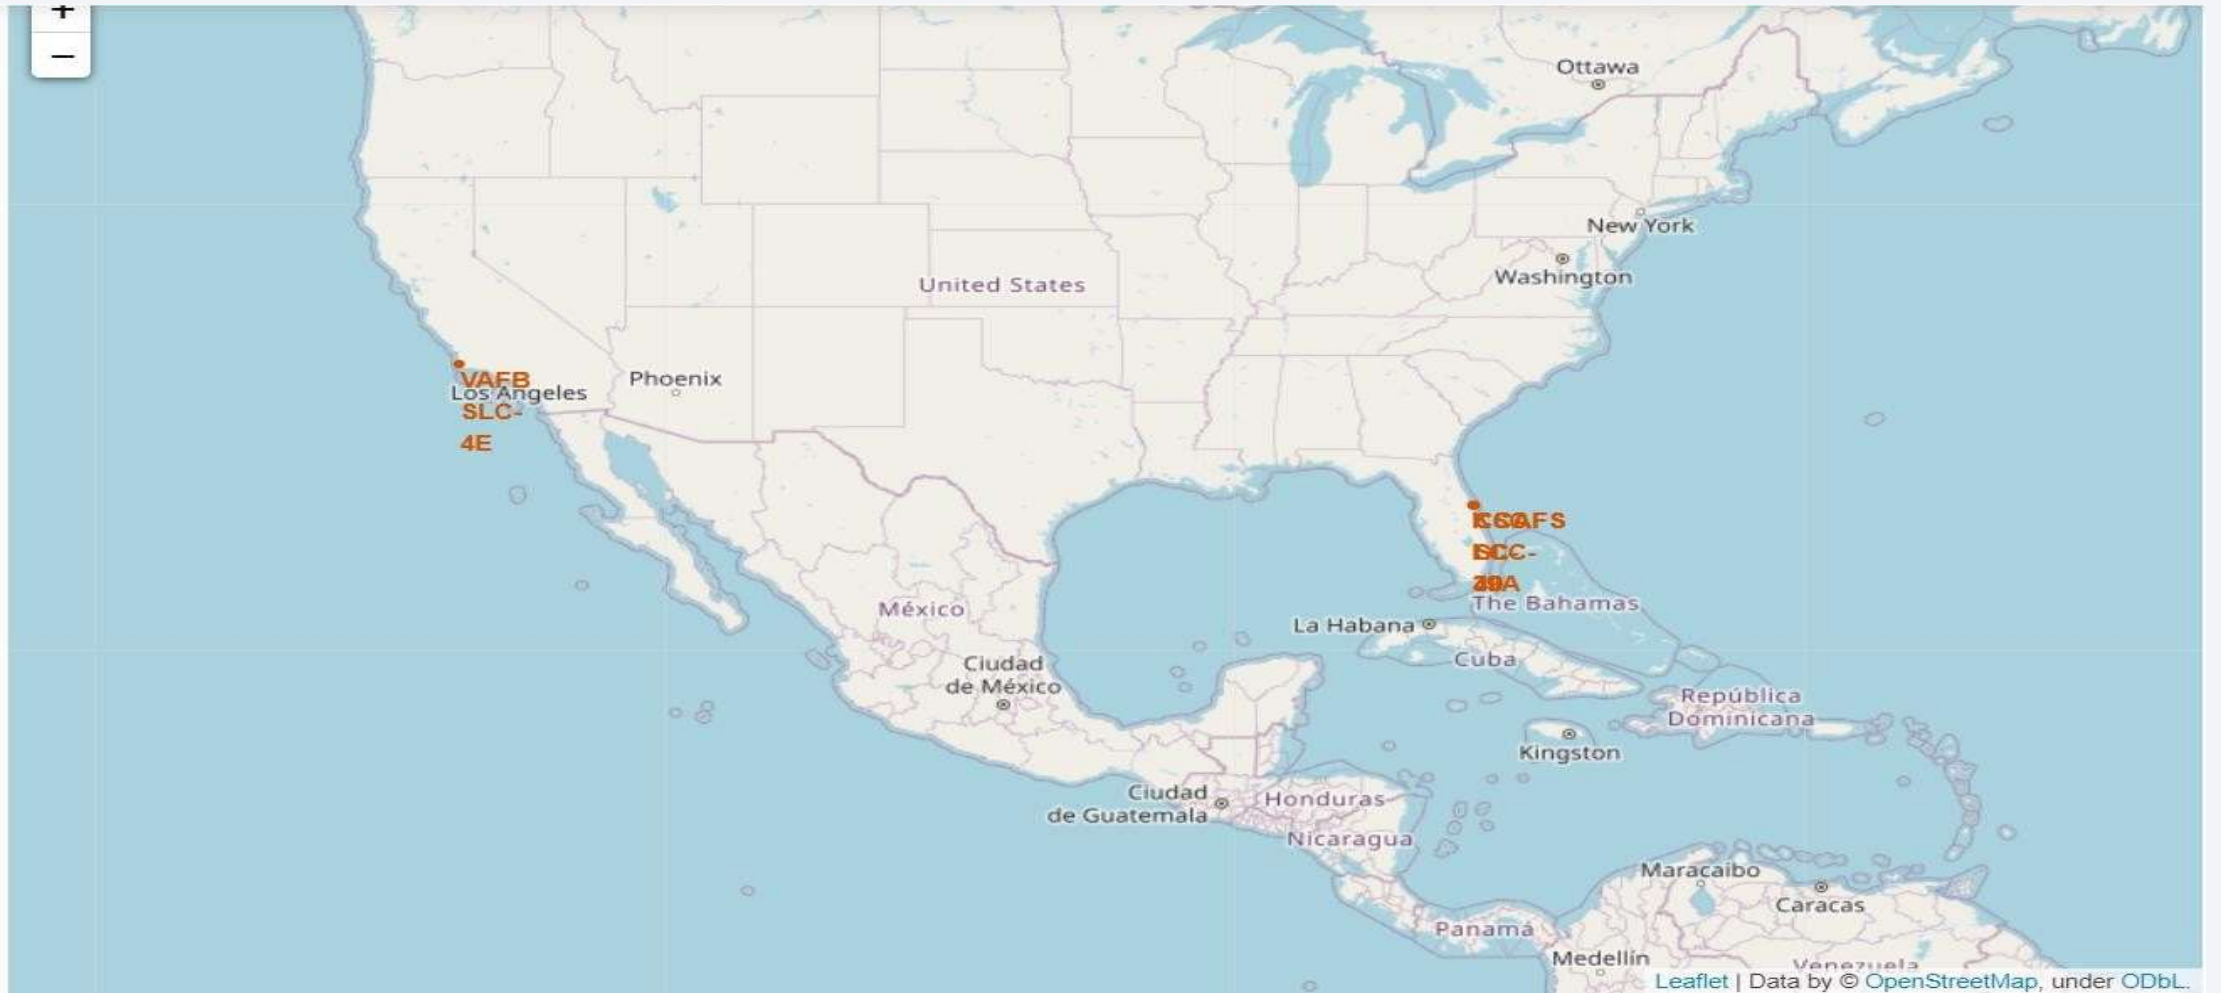 +
−
Ottawa
New York
Washington
United States
VAFB
SLC-
4E
Los Angeles
Phoenix
The Bahamas
La Habana
Cuba
México
Ciudad
de México
República
Dominicana
Kingston
Ciudad
de Guatemala
Honduras
Nicaragua
Maracaibo
Caracas
Panamá
Medellín
Venezuela
Leaflet | Data by © OpenStreetMap, under ODbL.